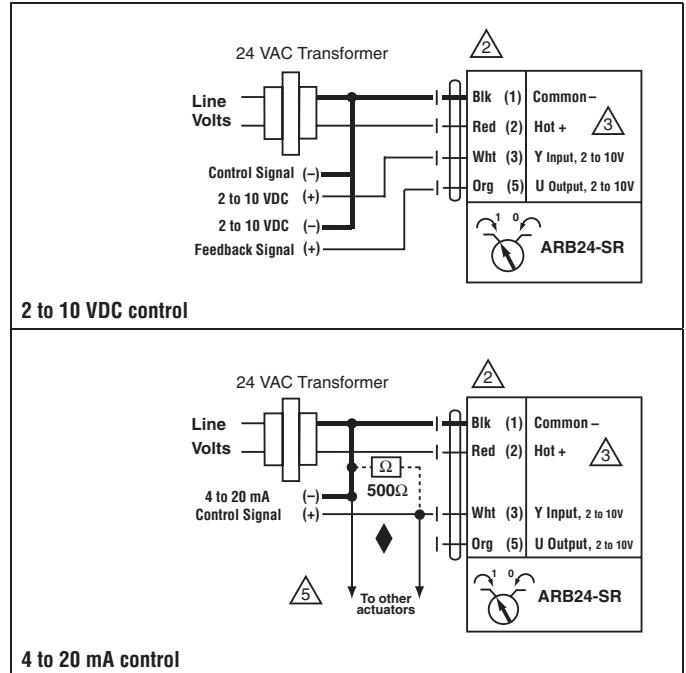 24 VAC Transformer
2
Line
Volts
Blk (1) Common –
Red (2) Hot +
3
Wht (3) Y Input, 2 to 10V
Org (5) U Output, 2 to 10V
Control Signal (–)
2 to 10 VDC (+)
2 to 10 VDC (–)
Feedback Signal (+)
1 0
ARB24-SR
2 to 10 VDC control
24 VAC Transformer
2
Line
Volts
Blk (1) Common –
Red (2) Hot +
3
Ω
500Ω
4 to 20 mA (–)
Control Signal (+)
Wht (3) Y Input, 2 to 10V
Org (5) U Output, 2 to 10V
5
To other
actuators
1 0
ARB24-SR
4 to 20 mA control